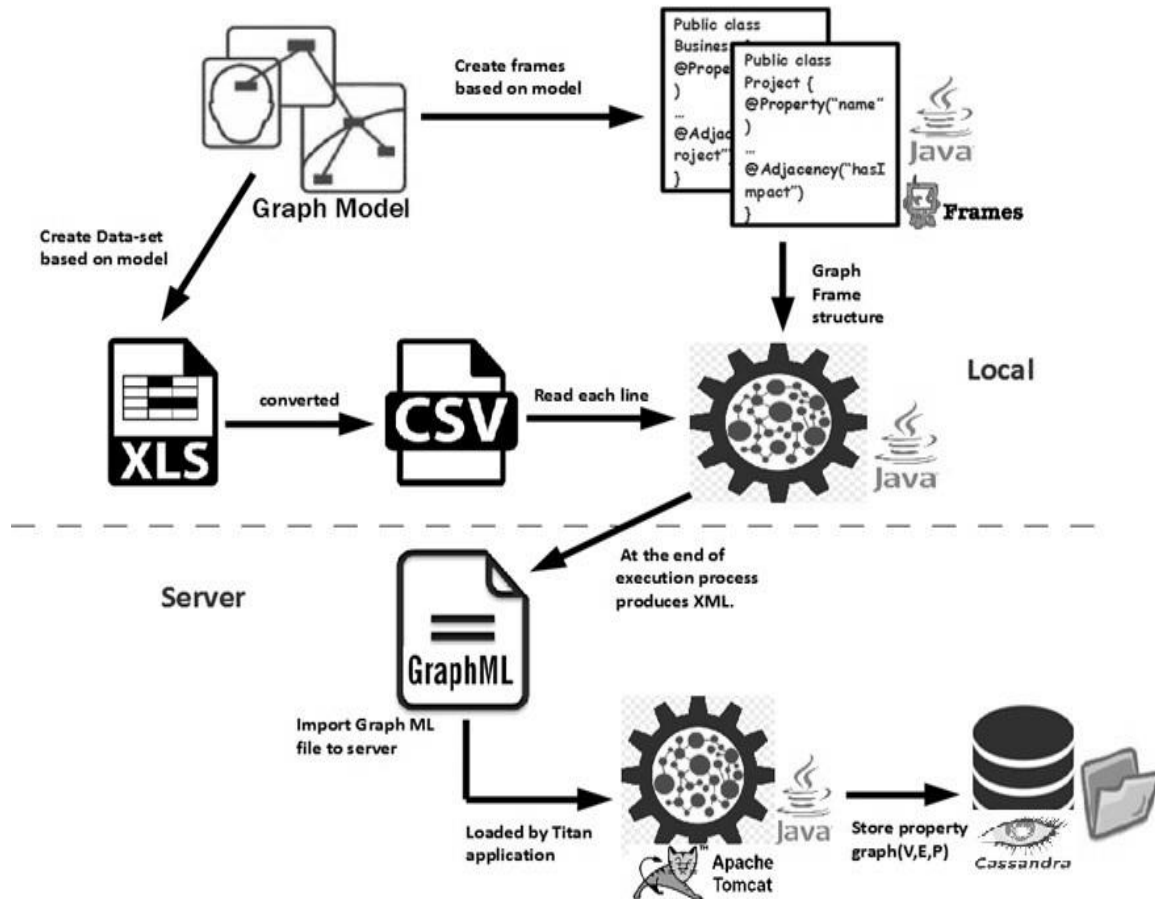 Create frames
based on model
Public class
Business
@Prope
)
...
@Adjac
roject")
}
Public class
Project {
@Property("name"
)
...
@Adjacency("hasI
mpact")
}
Java
Frames
Graph Model
Create Data-set
based on model
Graph
Frame
structure
Local
XLS
converted
CSV
Read each line
Java
Server
At the end of
execution process
produces XML.
GraphML
Import Graph ML
file to server
Loaded by Titan
application
Java
TM
Apache
Tomcat
Store property
graph(V,E,P)
Cassandra